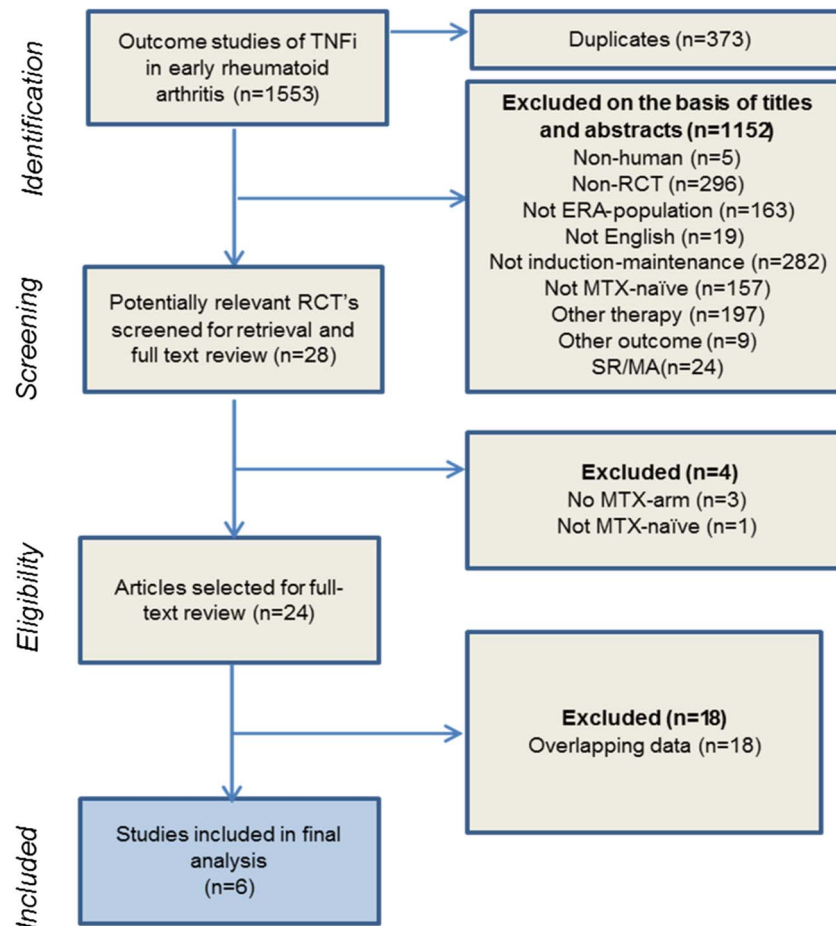 Identification
Outcome studies of TNFi
in early rheumatoid
arthritis (n=1553)
Duplicates (n=373)
Excluded on the basis of titles
and abstracts (n=1152)
Non-human (n=5)
Non-RCT (n=296)
Not ERA-population (n=163)
Not English (n=19)
Not induction-maintenance (n=282)
Not MTX-naïve (n=157)
Other therapy (n=197)
Other outcome (n=9)
SR/MA(n=24)
Screening
Potentially relevant RCT's
screened for retrieval and
full text review (n=28)
Excluded (n=4)
No MTX-arm (n=3)
Not MTX-naïve (n=1)
Eligibility
Articles selected for full-
text review (n=24)
Excluded (n=18)
Overlapping data (n=18)
Included
Studies included in final
analysis
(n=6)